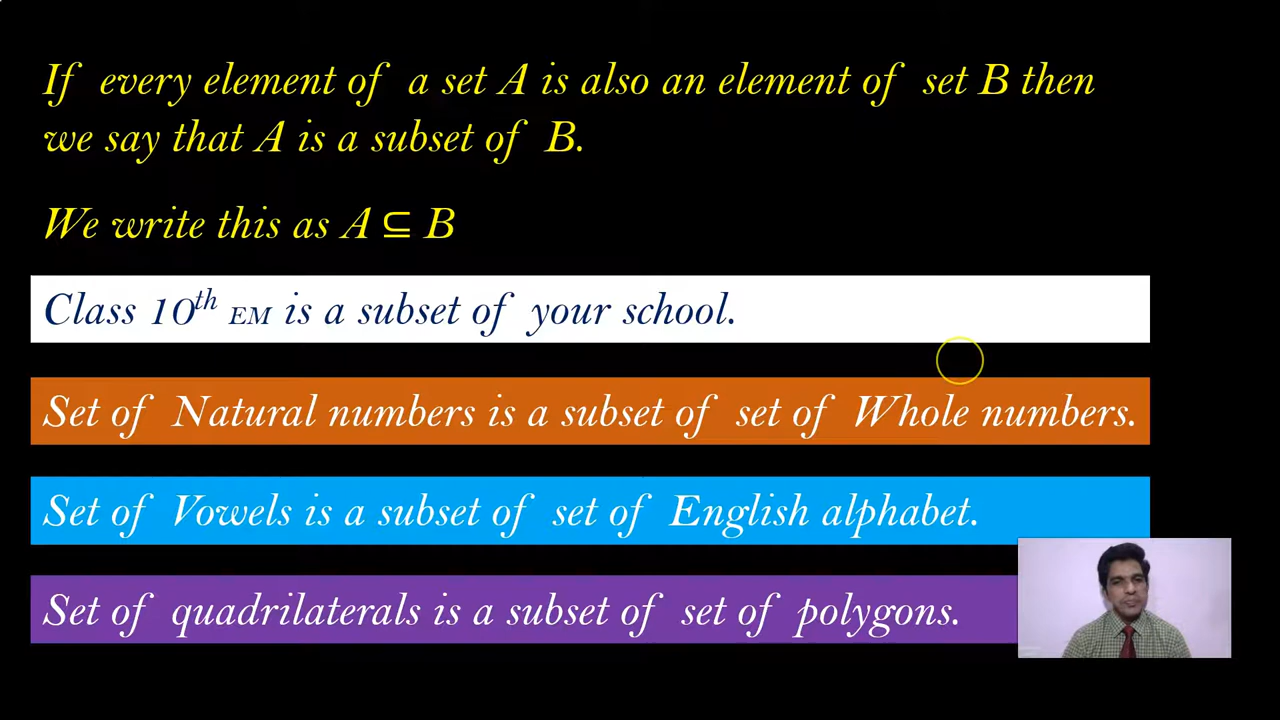 If every element of a set A is also an element of set B then
we say that A is a subset of B.
We write this as A ⊆ B
Class 10th EM is a subset of your school.
Set of Natural numbers is a subset of set of Whole numbers.
Set of Vowels is a subset of set of English alphabet.
Set of quadrilaterals is a subset of set of polygons.